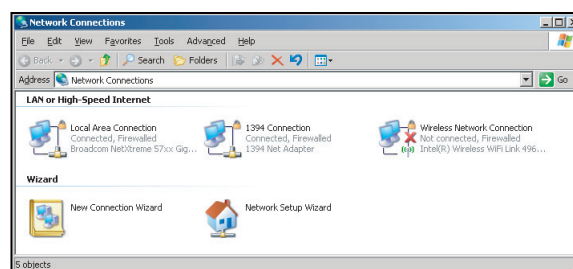 Network Connections
File Edit View Favorites Tools Advanced Help
Back Search Folders
Address Network Connections Go
LAN or High-Speed Internet
Local Area Connection
Connected, Firewalled
Broadcom NetXtreme 57xx Gig...
1394 Connection
Connected, Firewalled
1394 Net Adapter
Wireless Network Connection
Not connected, Firewalled
Intel(R) Wireless WiFi Link 496...
Wizard
New Connection Wizard
Network Setup Wizard
5 objects